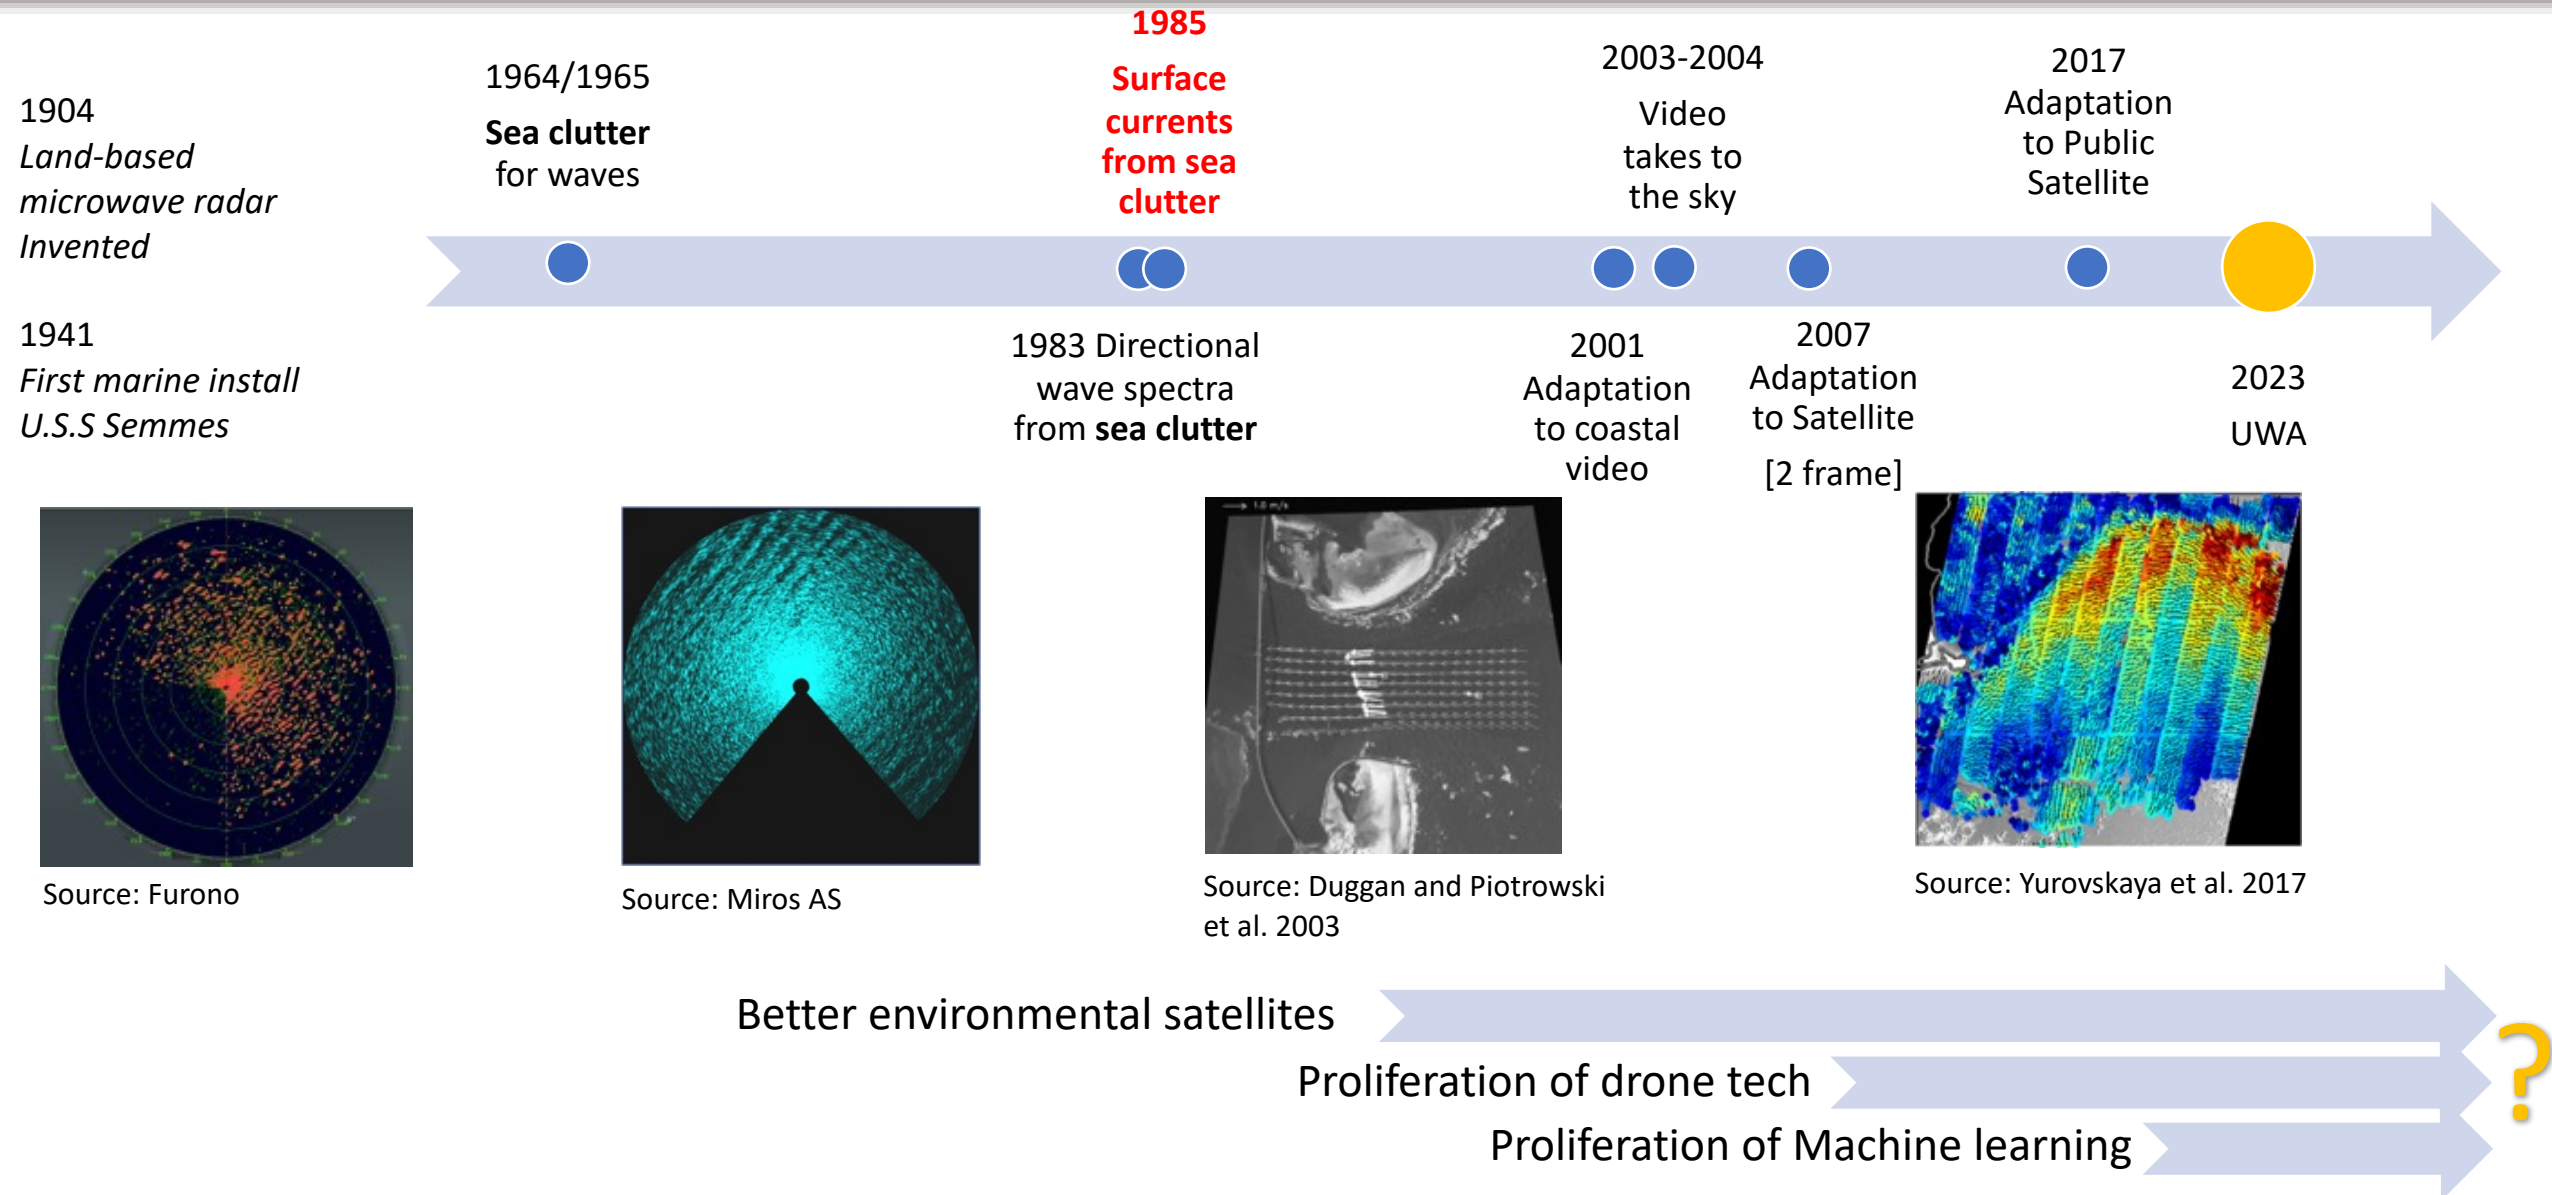 1904
Land-based
microwave radar
Invented
1941
First marine install
U.S.S Semmes
1964/1965
Sea clutter
for waves
1985
Surface
currents
from sea
clutter
1983 Directional
wave spectra
from sea clutter
2003-2004
Video
takes to
the sky
2001
Adaptation
to coastal
video
2007
Adaptation
to Satellite
[2 frame]
2017
Adaptation
to Public
Satellite
2023
UWA
1.0 m/s
Source: Furono
Source: Miros AS
Source: Duggan and Piotrowski
et al. 2003
Source: Yurovskaya et al. 2017
Better environmental satellites
Proliferation of drone tech
Proliferation of Machine learning
?